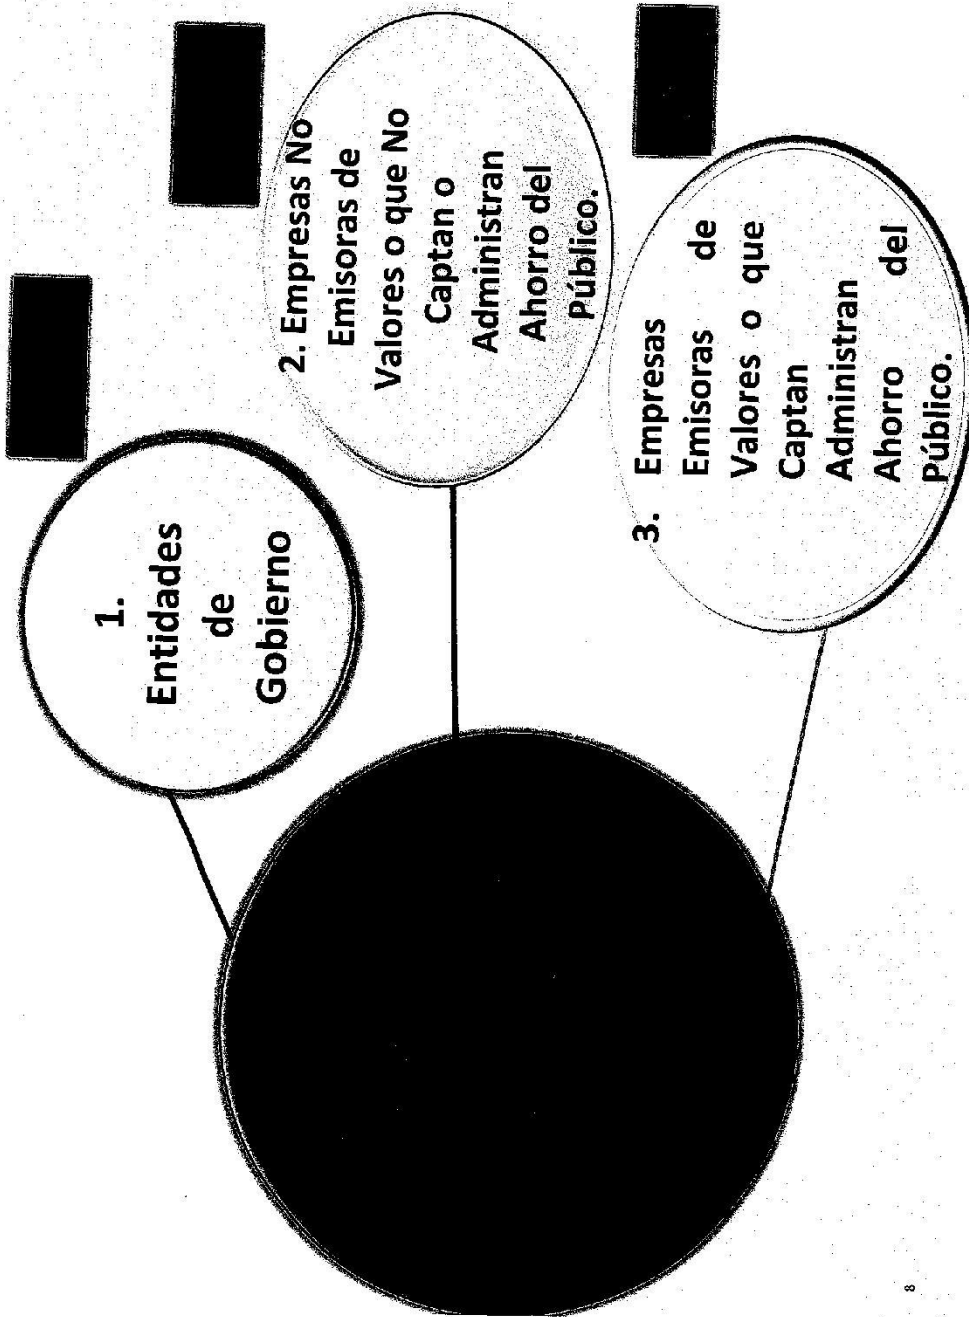 1.
Entidades
de
Gobierno
2. Empresas No
Emisoras de
Valores o que No
Captan o
Administran
Ahorro del
Público.
3. Empresas
Emisoras de
Valores o que
Captan
Administran
Ahorro del
Público.
8